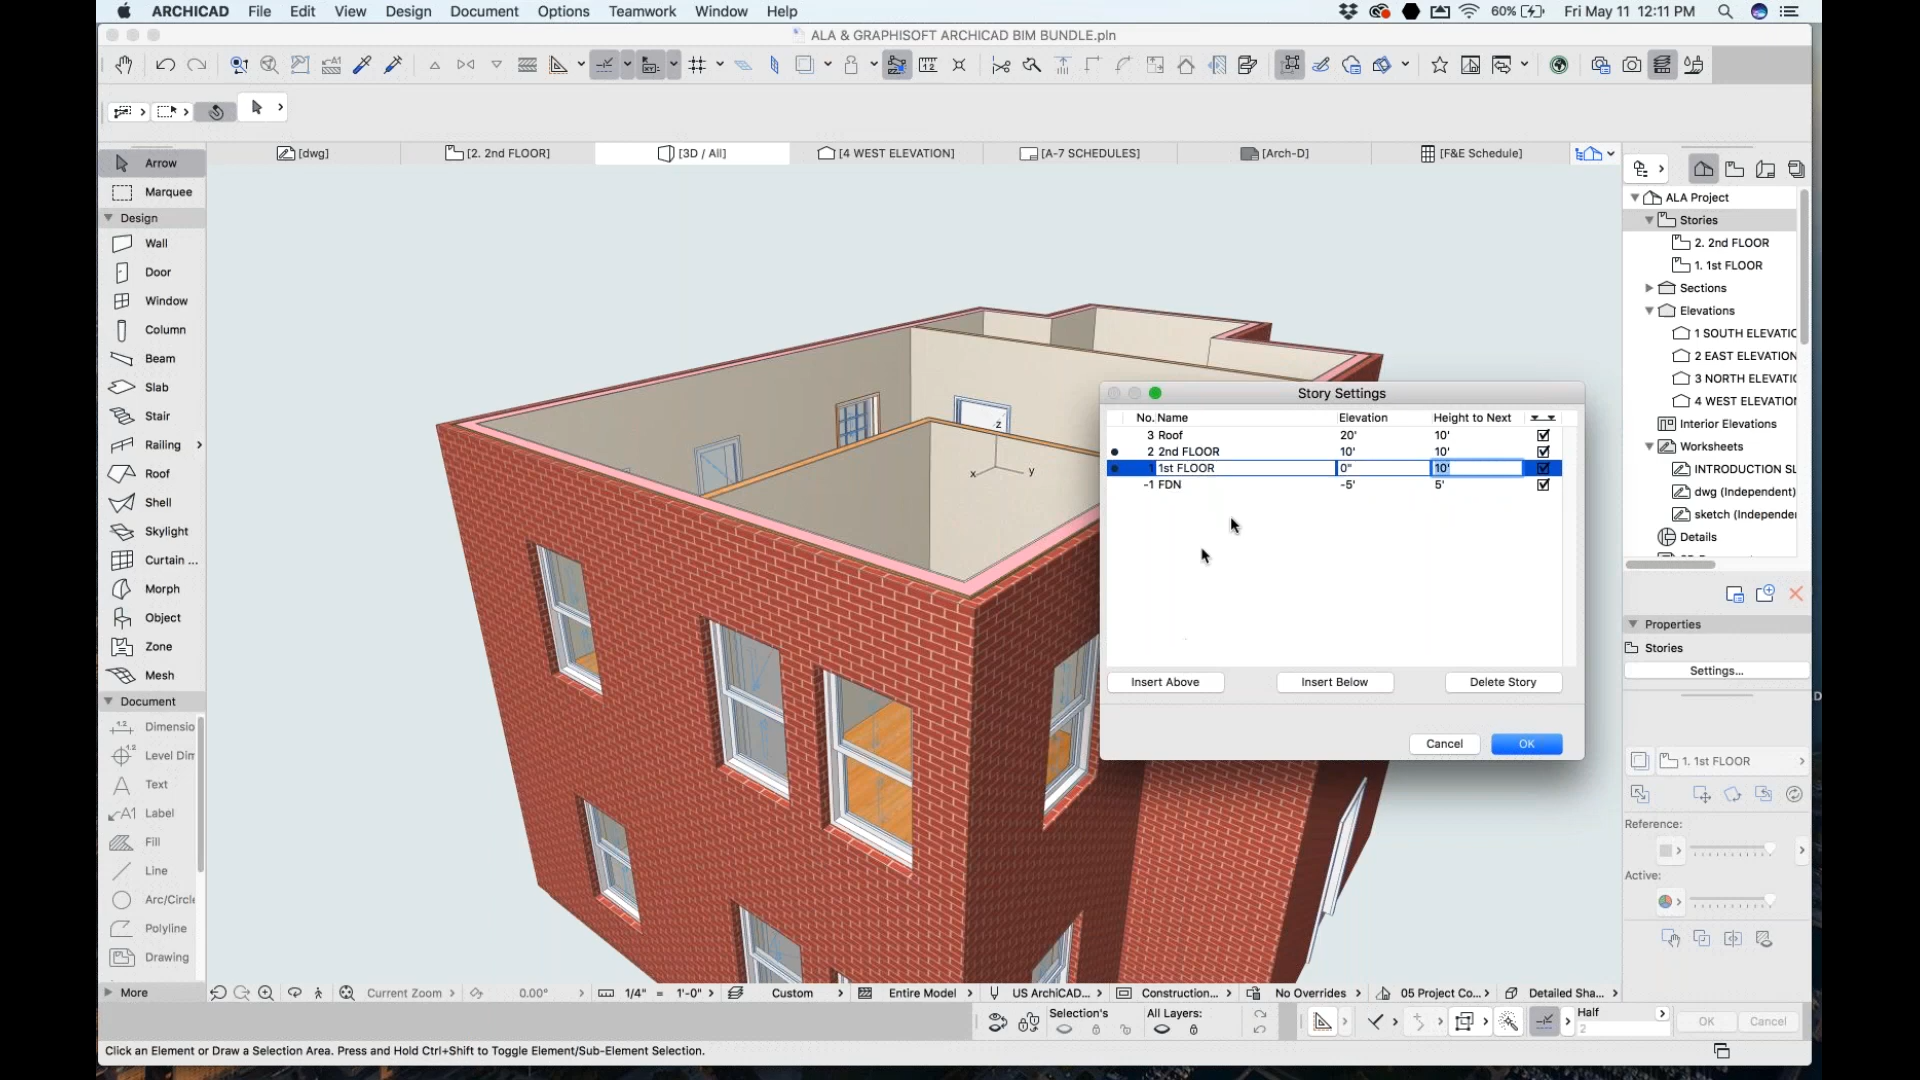 ARCHICAD File Edit View Design Document Options Teamwork Window Help 60% Fri May 11 12:11 PM
ALA & GRAPHISOFT ARCHICAD BIM BUNDLE.pln
[dwg] [2. 2nd FLOOR] [3D / All] [4 WEST ELEVATION] [A-7 SCHEDULES] [Arch-D] [F&E Schedule]
Arrow
Marquee
Design
Wall
Door
Window
Column
Beam
Slab
Stair
Railing
Roof
Shell
Skylight
Curtain ...
Morph
Object
Zone
Mesh
Document
Dimensio
Level Dim
Text
Label
Fill
Line
Arc/Circle
Polyline
Drawing
More
z
x
y
Story Settings
No. Name Elevation Height to Next
3 Roof 20' 10'
2 2nd FLOOR 10' 10'
1 1st FLOOR 0" 10'
-1 FDN -5' 5'
Insert Above Insert Below Delete Story
Cancel OK
ALA Project
Stories
2. 2nd FLOOR
1. 1st FLOOR
Sections
Elevations
1 SOUTH ELEVATIO
2 EAST ELEVATION
3 NORTH ELEVATIO
4 WEST ELEVATION
Interior Elevations
Worksheets
INTRODUCTION SL
dwg (Independent)
sketch (Independen
Details
Properties
Stories
Settings...
1. 1st FLOOR
Reference:
Active:
Current Zoom 0.00° 1/4" = 1'-0" Custom Entire Model US ArchiCAD... Construction... No Overrides 05 Project Co... Detailed Sha...
Selection's All Layers: Half
2
OK Cancel
Click an Element or Draw a Selection Area. Press and Hold Ctrl+Shift to Toggle Element/Sub-Element Selection.